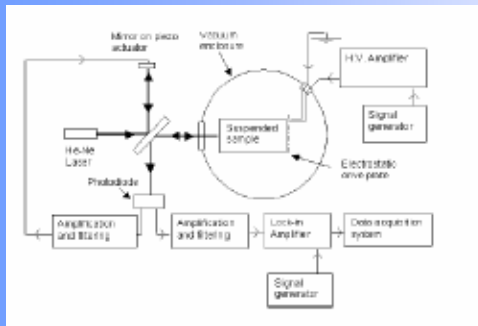 Mirror on piezo
actuator
Vacuum
enclosure
H.V. Amplifier
Signal
generator
He-Ne
Laser
Suspended
sample
Electrostatic
drive plate
Photodiode
Amplification
and filtering
Amplification
and filtering
Lock-in
Amplifier
Data acquisition
system
Signal
generator